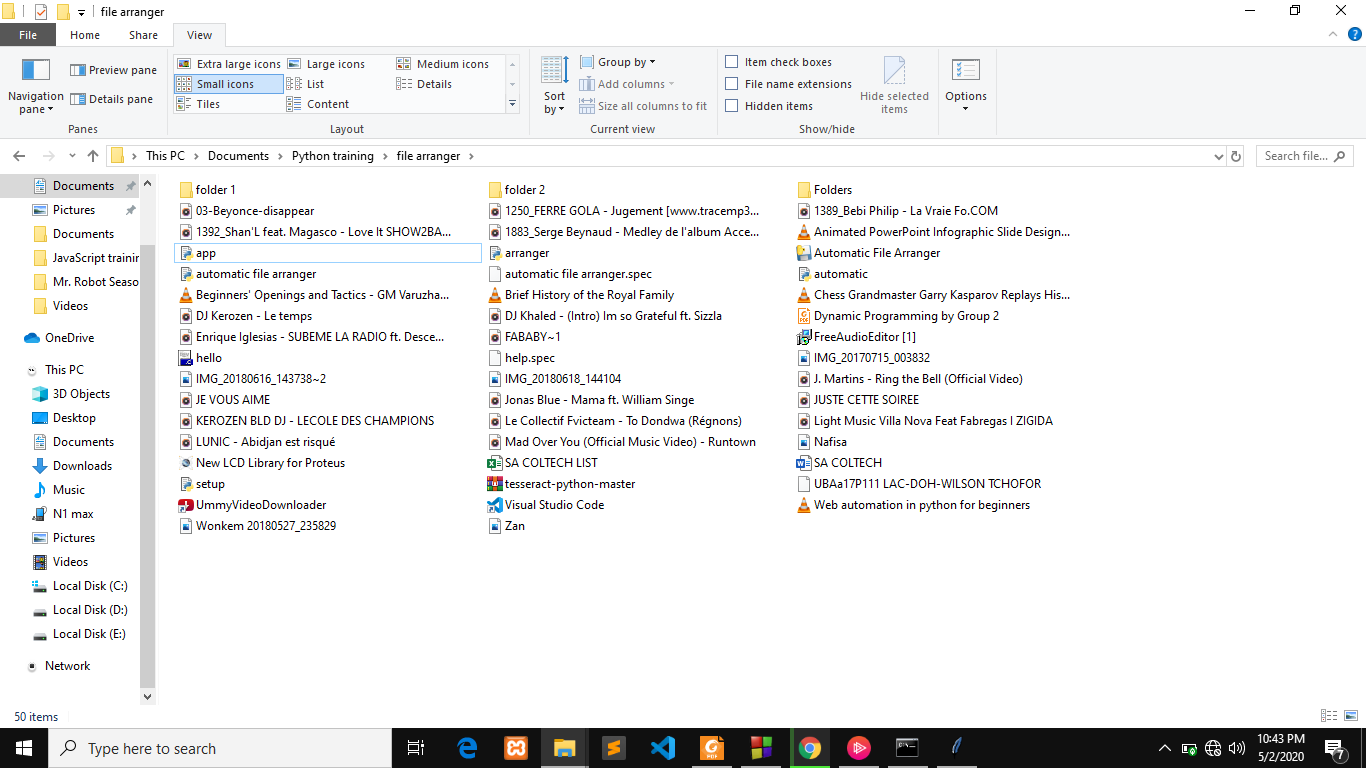 file arranger
File Home Share View
Navigation pane
Preview pane
Details pane
Panes
Extra large icons Large icons Medium icons
Small icons List Details
Tiles Content
Layout
Sort by
Group by
Add columns
Size all columns to fit
Current view
Item check boxes
File name extensions
Hidden items
Hide selected items
Show/hide
Options
This PC Documents Python training file arranger
Search file...
Documents
Pictures
Documents
JavaScript trainin
Mr. Robot Seaso
Videos
OneDrive
This PC
3D Objects
Desktop
Documents
Downloads
Music
N1 max
Pictures
Videos
Local Disk (C:)
Local Disk (D:)
Local Disk (E:)
Network
folder 1 folder 2 Folders
03-Beyonce-disappear 1250_FERRE GOLA - Jugement [www.tracemp3... 1389_Bebi Philip - La Vraie Fo.COM
1392_Shan'L feat. Magasco - Love It SHOW2BA... 1883_Serge Beynaud - Medley de l'album Acce... Animated PowerPoint Infographic Slide Design...
app arranger Automatic File Arranger
automatic file arranger automatic file arranger.spec automatic
Beginners' Openings and Tactics - GM Varuzha... Brief History of the Royal Family Chess Grandmaster Garry Kasparov Replays His...
DJ Kerozen - Le temps DJ Khaled - (Intro) Im so Grateful ft. Sizzla Dynamic Programming by Group 2
Enrique Iglesias - SUBEME LA RADIO ft. Desce... FABABY~1 FreeAudioEditor [1]
hello help.spec IMG_20170715_003832
IMG_20180616_143738~2 IMG_20180618_144104 J. Martins - Ring the Bell (Official Video)
JE VOUS AIME Jonas Blue - Mama ft. William Singe JUSTE CETTE SOIREE
KEROZEN BLD DJ - LECOLE DES CHAMPIONS Le Collectif Fvicteam - To Dondwa (Régnons) Light Music Villa Nova Feat Fabregas l ZIGIDA
LUNIC - Abidjan est risqué Mad Over You (Official Music Video) - Runtown Nafisa
New LCD Library for Proteus SA COLTECH LIST SA COLTECH
setup tesseract-python-master UBAa17P111 LAC-DOH-WILSON TCHOFOR
UmmyVideoDownloader Visual Studio Code Web automation in python for beginners
Wonkem 20180527_235829 Zan
50 items
Type here to search
10:43 PM
5/2/2020
7